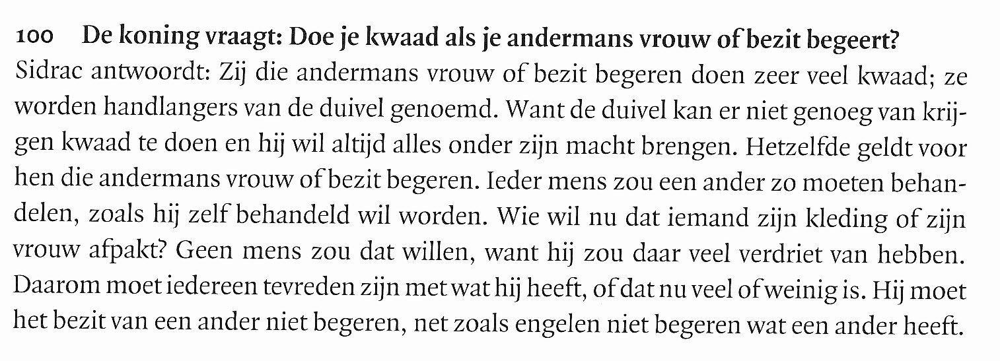 100 De koning vraagt: Doe je kwaad als je andermans vrouw of bezit begeert?
Sidrac antwoordt: Zij die andermans vrouw of bezit begeren doen zeer veel kwaad; ze
worden handlangers van de duivel genoemd. Want de duivel kan er niet genoeg van krij-
gen kwaad te doen en hij wil altijd alles onder zijn macht brengen. Hetzelfde geldt voor
hen die andermans vrouw of bezit begeren. Ieder mens zou een ander zo moeten behan-
delen, zoals hij zelf behandeld wil worden. Wie wil nu dat iemand zijn kleding of zijn
vrouw afpakt? Geen mens zou dat willen, want hij zou daar veel verdriet van hebben.
Daarom moet iedereen tevreden zijn met wat hij heeft, of dat nu veel of weinig is. Hij moet
het bezit van een ander niet begeren, net zoals engelen niet begeren wat een ander heeft.